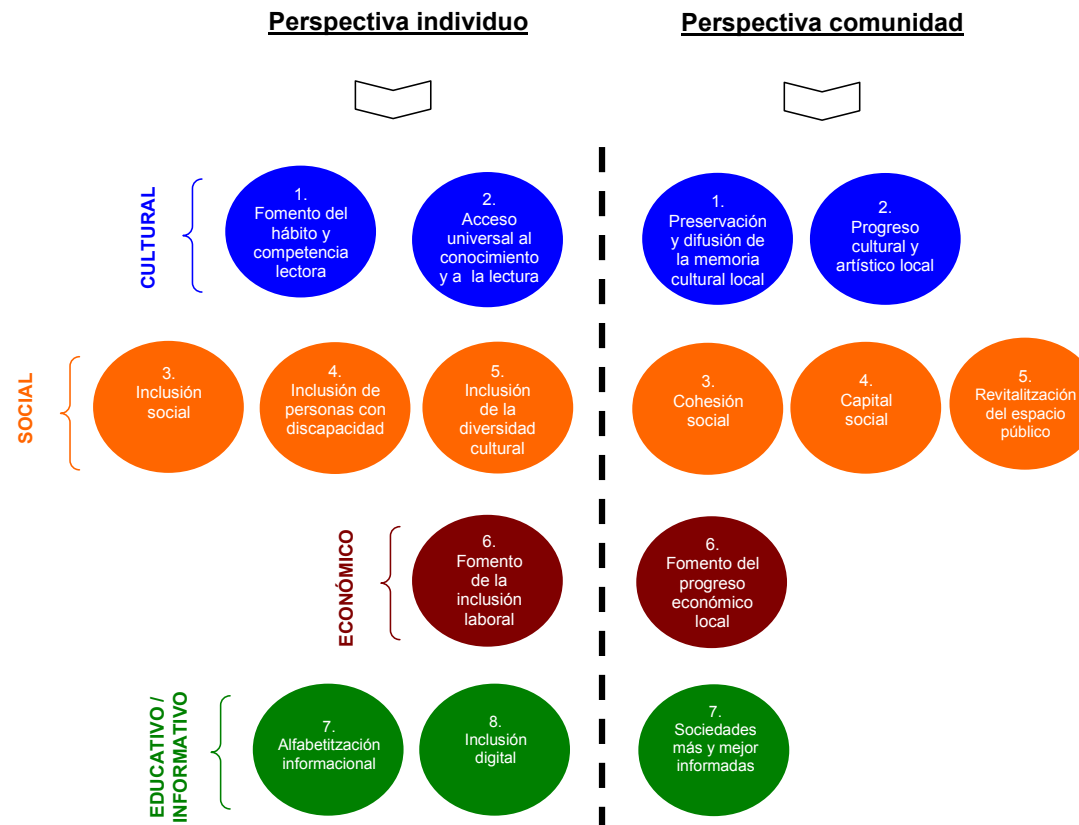 Perspectiva individuo
Perspectiva comunidad
CULTURAL
1.
Fomento del
hábito y
competencia
lectora
2.
Acceso
universal al
conocimiento
y a la lectura
1.
Preservación
y difusión de
la memoria
cultural local
2.
Progreso
cultural y
artístico local
SOCIAL
3.
Inclusión
social
4.
Inclusión de
personas con
discapacidad
5.
Inclusión
de la
diversidad
cultural
3.
Cohesión
social
4.
Capital
social
5.
Revitalitzación
del espacio
público
ECONÓMICO
6.
Fomento
de la
inclusión
laboral
6.
Fomento del
progreso
económico
local
EDUCATIVO /
INFORMATIVO
7.
Alfabetitzación
informacional
8.
Inclusión
digital
7.
Sociedades
más y mejor
informadas